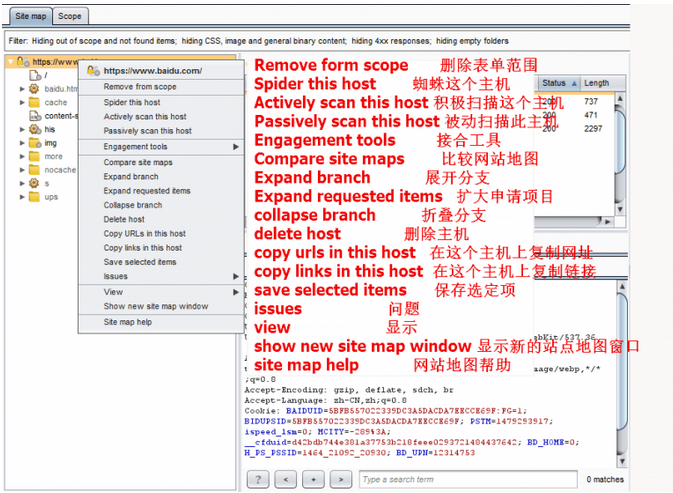 Site map Scope
Filter: Hiding out of scope and not found items; hiding CSS, image and general binary content; hiding 4xx responses; hiding empty folders
https://www.
/
baidu.htm
cache
content-s
his
img
more
nocache
s
ups
https://www.baidu.com/
Remove from scope
Spider this host
Actively scan this host
Passively scan this host
Engagement tools
Compare site maps
Expand branch
Expand requested items
Collapse branch
Delete host
Copy URLs in this host
Copy links in this host
Save selected items
Issues
View
Show new site map window
Site map help
Remove form scope 删除表单范围
Spider this host 蜘蛛这个主机
Actively scan this host 积极扫描这个主机
Passively scan this host 被动扫描此主机
Engagement tools 接合工具
Compare site maps 比较网站地图
Expand branch 展开分支
Expand requested items 扩大申请项目
collapse branch 折叠分支
delete host 删除主机
copy urls in this host 在这个主机上复制网址
copy links in this host 在这个主机上复制链接
save selected items 保存选定项
issues 问题
view 显示
show new site map window 显示新的站点地图窗口
site map help 网站地图帮助
Status Length
200 737
200 471
200 2297
bKit/537.36
mage/webp,*/*
;q=0.8
Accept-Encoding: gzip, deflate, sdch, br
Accept-Language: zh-CN,zh;q=0.8
Cookie: BAIDUID=5BFB557022339DC3A5DACDA7EECCE69F:FG=1;
BIDUPSID=5BFB557022339DC3A5DACDA7EECCE69F; PSTM=1479293917;
ispeed_lsm=0; MCITY=-289%3A;
__cfduid=d42bdb744e381a37753b218feee0293721484437642; BD_HOME=0;
H_PS_PSSID=1464_21092_20930; BD_UPN=12314753
? < + > Type a search term 0 matches